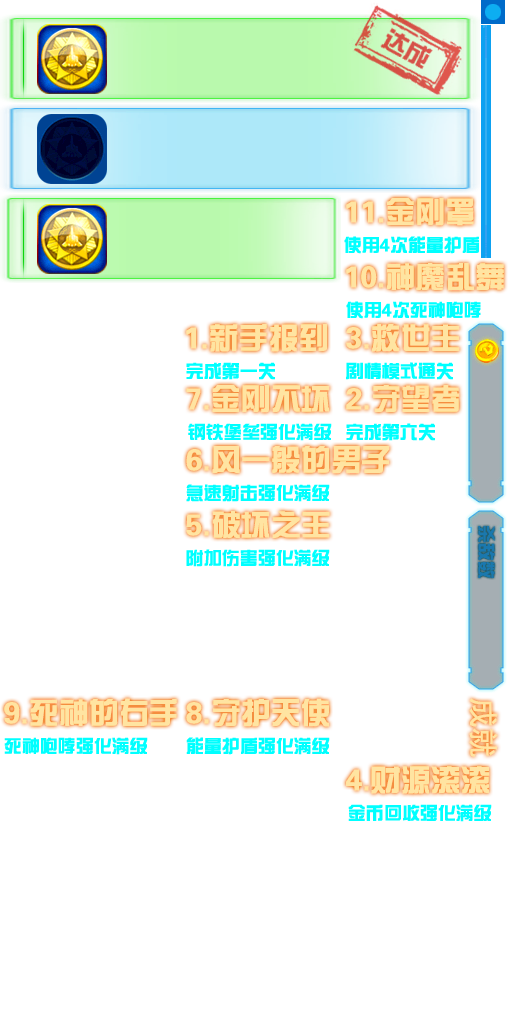 达成
11.金刚罩
使用4次能量护盾
10.神魔乱舞
使用4次死神咆哮
1.新手报到
完成第一关
3.救世主
剧情模式通关
7.金刚不坏
钢铁堡垒强化满级
2.守望者
完成第六关
6.风一般的男子
急速射击强化满级
5.破坏之王
附加伤害强化满级
9.死神的右手
死神咆哮强化满级
8.守护天使
能量护盾强化满级
成就
4.财源滚滚
金币回收强化满级